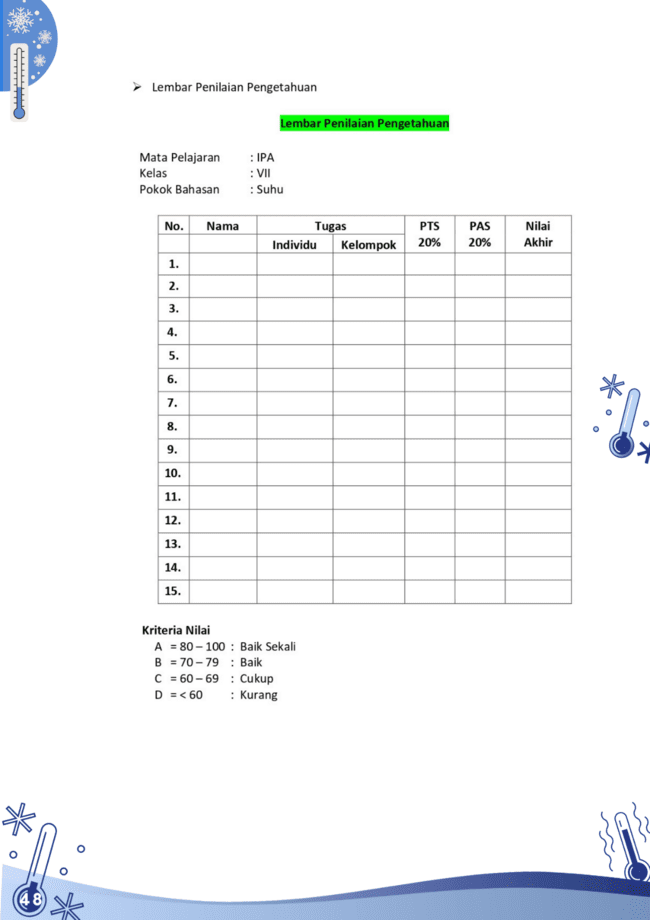 ➢ Lembar Penilaian Pengetahuan
Lembar Penilaian Pengetahuan
Mata Pelajaran : IPA
Kelas : VII
Pokok Bahasan : Suhu
No. Nama Tugas PTS 20% PAS 20% Nilai Akhir
Individu Kelompok
1.
2.
3.
4.
5.
6.
7.
8.
9.
10.
11.
12.
13.
14.
15.
Kriteria Nilai
A = 80 – 100 : Baik Sekali
B = 70 – 79 : Baik
C = 60 – 69 : Cukup
D = < 60 : Kurang
48